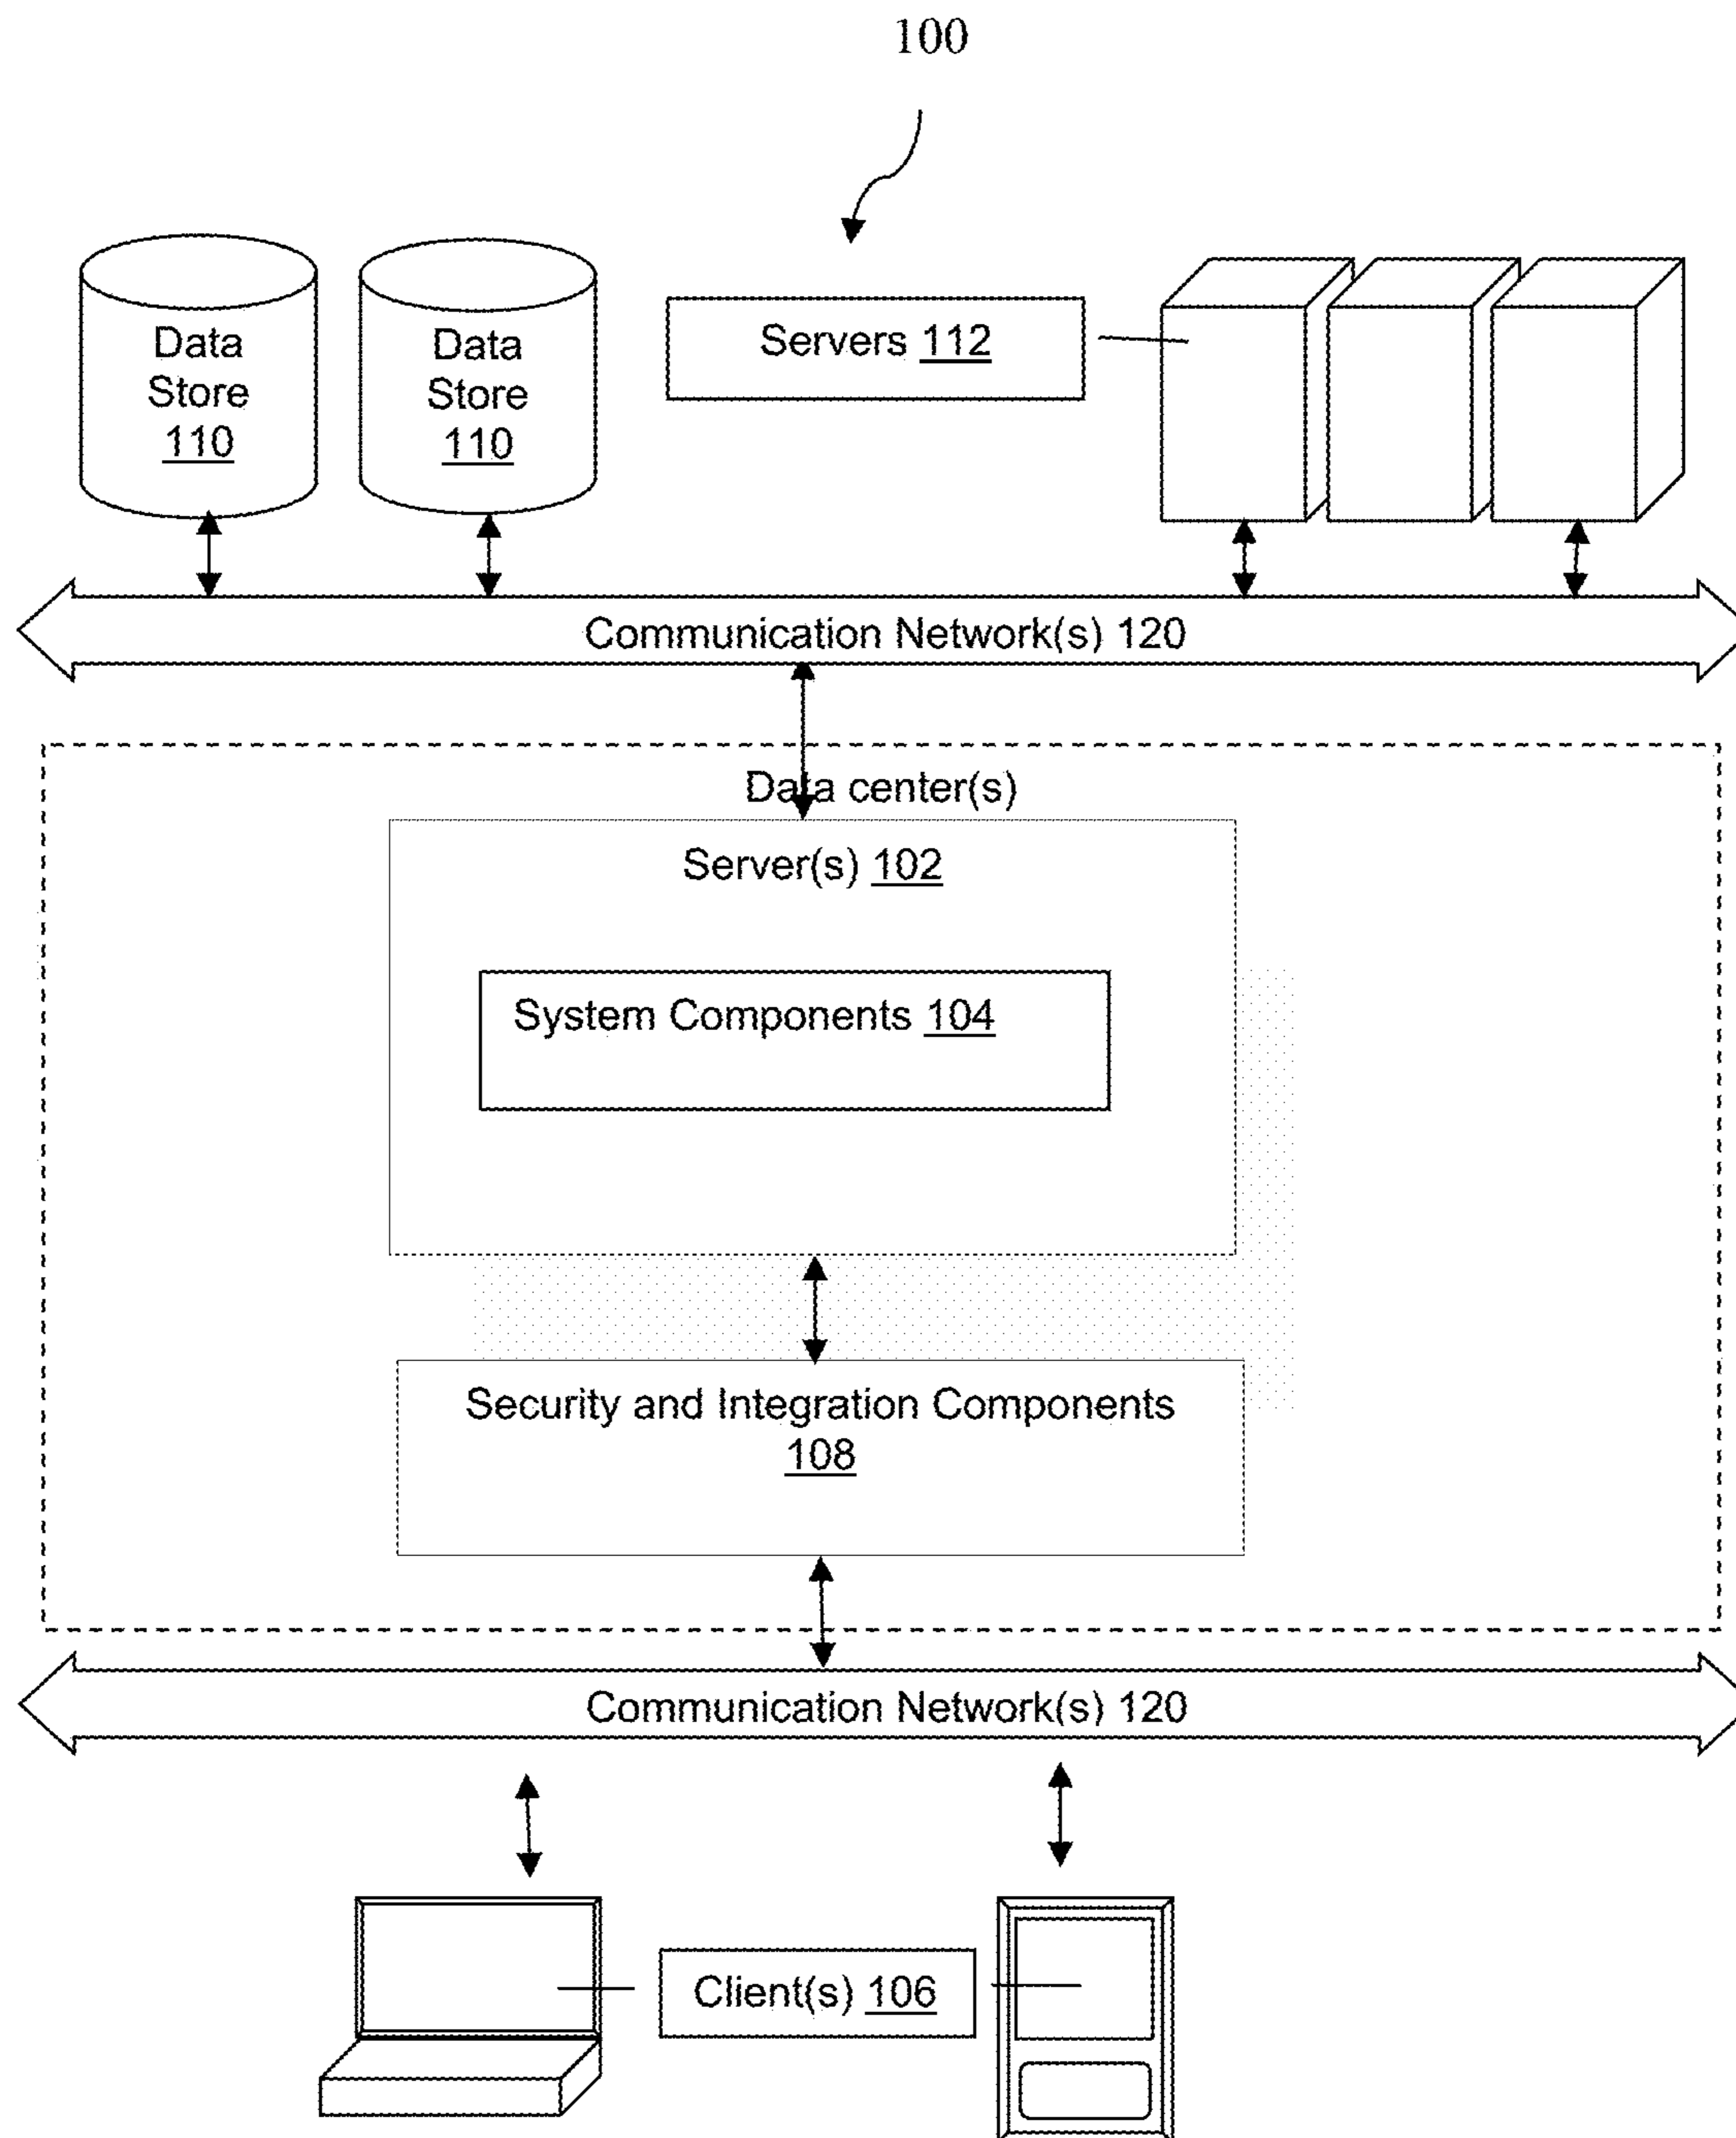 100
Data
Store
110
Data
Store
110
Servers 112
Communication Network(s) 120
Data center(s)
Server(s) 102
System Components 104
Security and Integration Components
108
Communication Network(s) 120
Client(s) 106